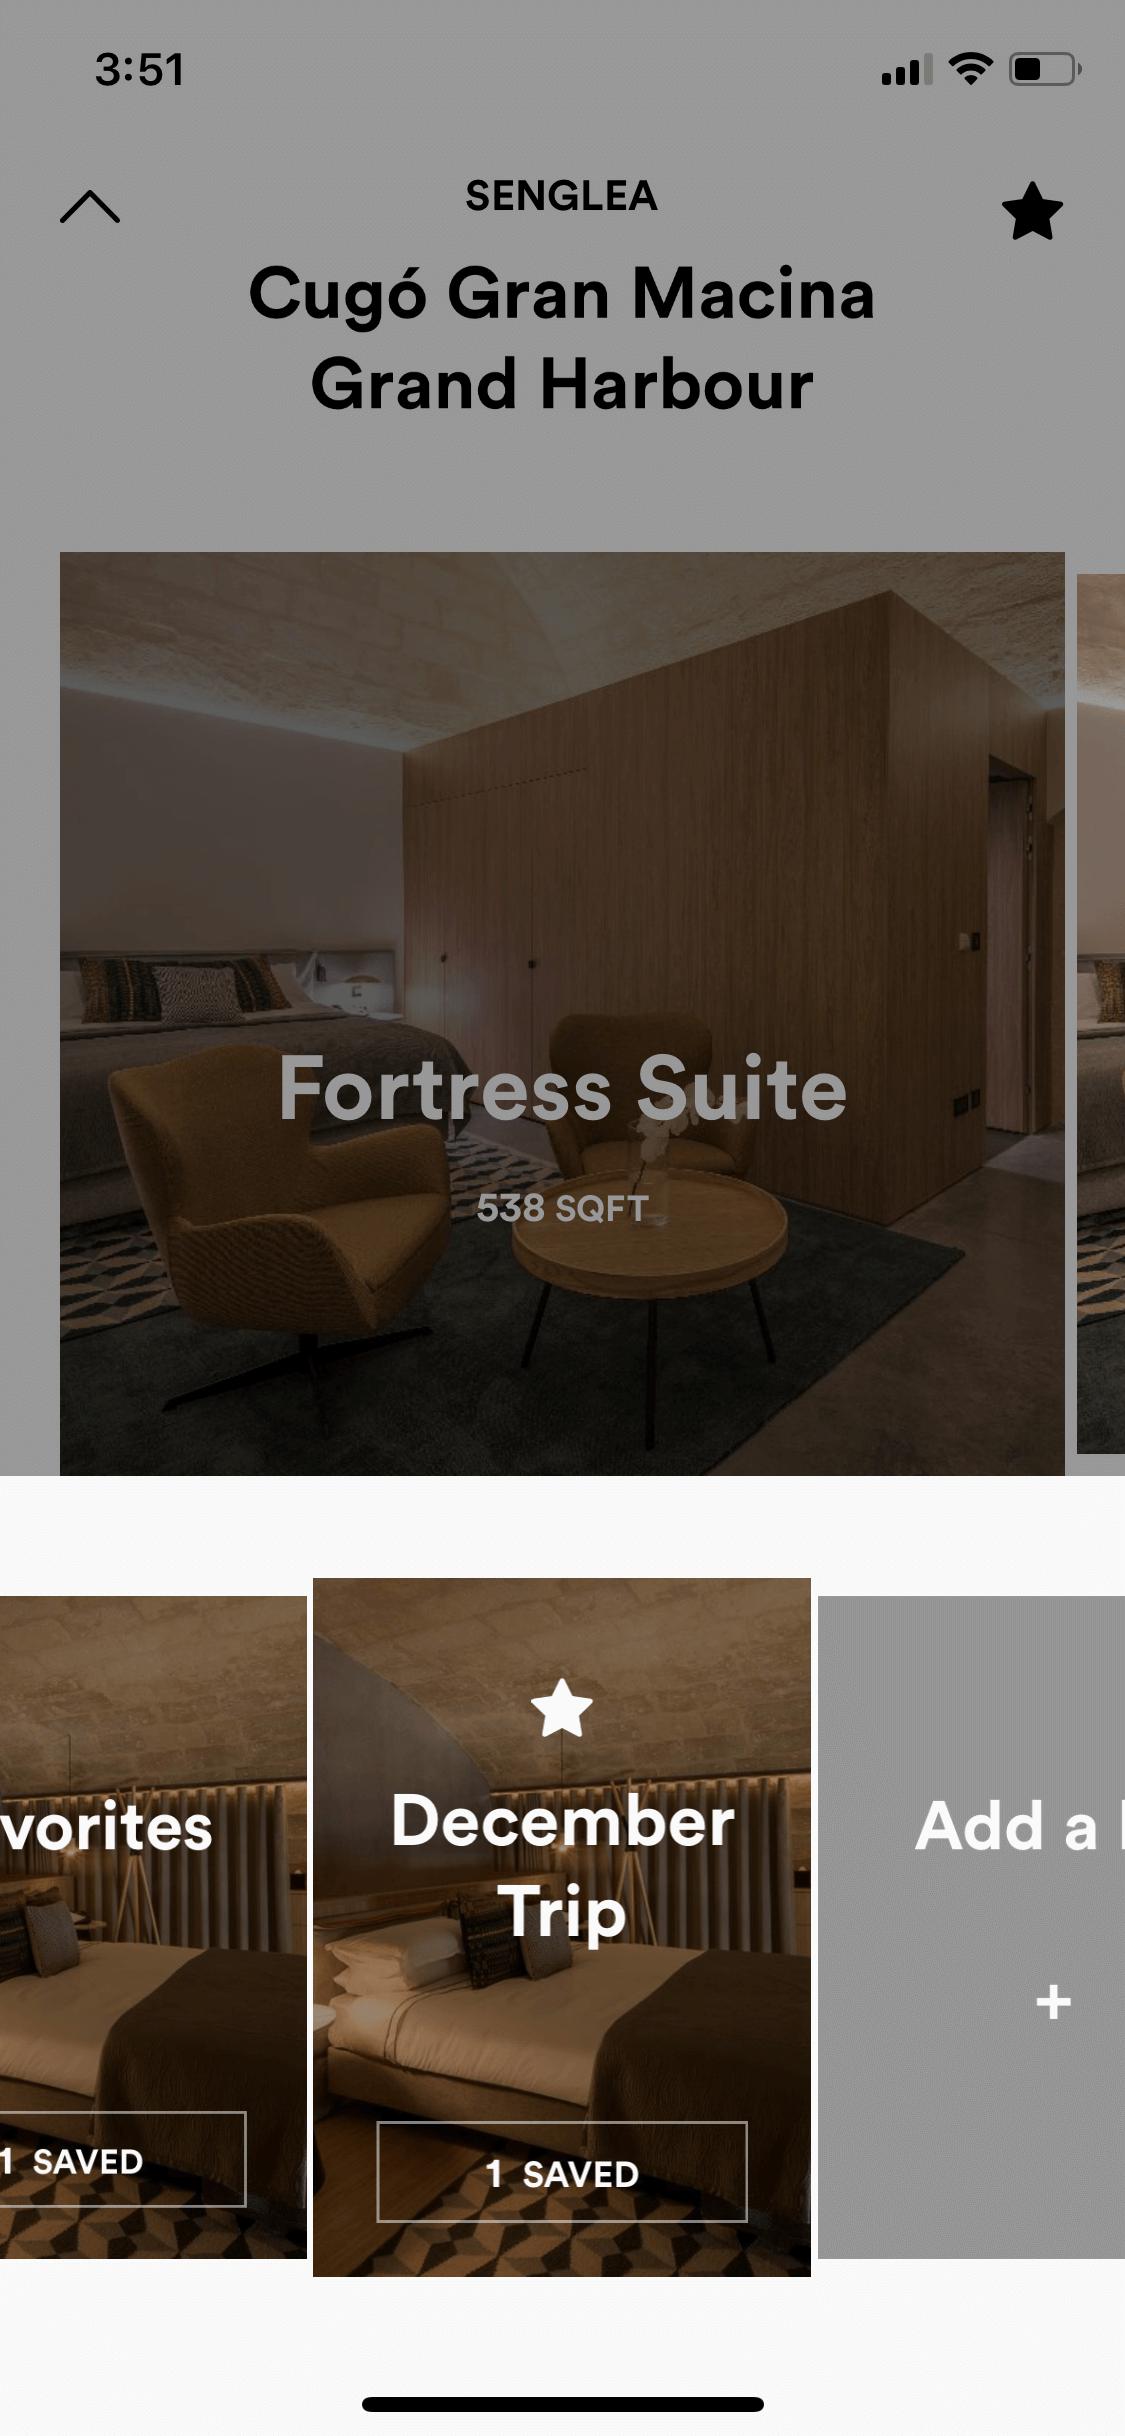 3:51
SENGLEA
Cugó Gran Macina
Grand Harbour
Fortress Suite
538 SQFT
vorites
1 SAVED
December
Trip
1 SAVED
Add a
+